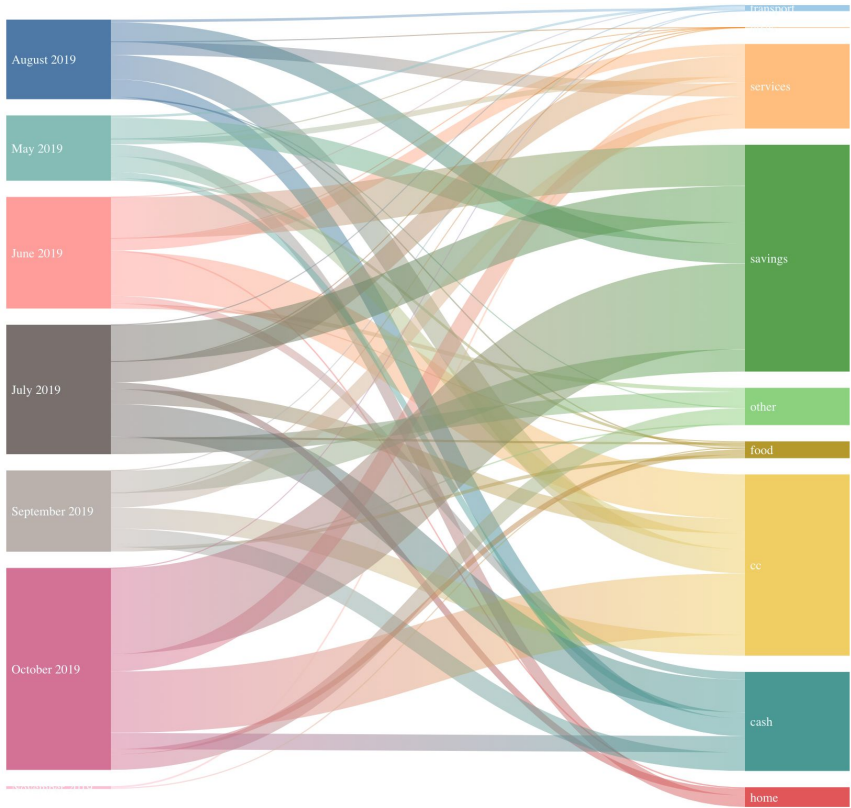 transport
August 2019
services
May 2019
June 2019
savings
July 2019
other
food
September 2019
cc
October 2019
cash
home